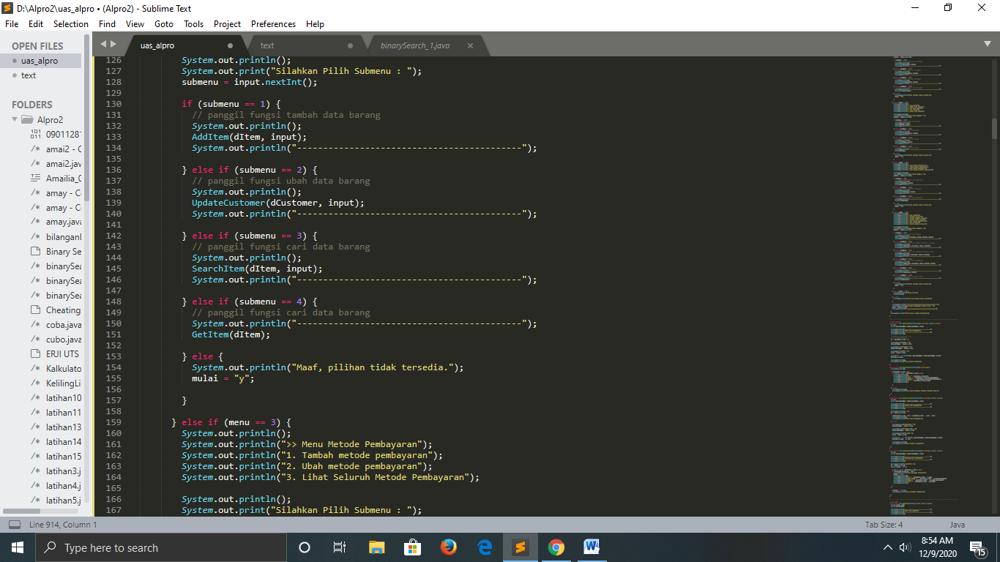 D:\Alpro2\uas_alpro • (Alpro2) - Sublime Text
File Edit Selection Find View Goto Tools Project Preferences Help
OPEN FILES
uas_alpro
text
FOLDERS
Alpro2
09011128
amai2 - C
amai2.jav
Amailia_0
amay - C
amay - C
amay.java
bilangan
Binary Se
binarySea
binarySea
binarySea
Cheating
coba.java
cubo.java
ERJI UTS
Kalkulato
KelilingLi
latihan10
latihan11
latihan13
latihan14
latihan15
latihan3.j
latihan4.j
latihan5.j
uas_alpro text binarySearch_1.java
126 System.out.println();
127 System.out.print("Silahkan Pilih Submenu : ");
128 submenu = input.nextInt();
129
130 if (submenu == 1) {
131 // panggil fungsi tambah data barang
132 System.out.println();
133 AddItem(dItem, input);
134 System.out.println("-------------------------------------------");
135
136 } else if (submenu == 2) {
137 // panggil fungsi ubah data barang
138 System.out.println();
139 UpdateCustomer(dCustomer, input);
140 System.out.println("-------------------------------------------");
141
142 } else if (submenu == 3) {
143 // panggil fungsi cari data barang
144 System.out.println();
145 SearchItem(dItem, input);
146 System.out.println("-------------------------------------------");
147
148 } else if (submenu == 4) {
149 // panggil fungsi cari data barang
150 System.out.println("-------------------------------------------");
151 GetItem(dItem);
152
153 } else {
154 System.out.println("Maaf, pilihan tidak tersedia.");
155 mulai = "y";
156
157 }
158
159 } else if (menu == 3) {
160 System.out.println();
161 System.out.println(">> Menu Metode Pembayaran");
162 System.out.println("1. Tambah metode pembayaran");
163 System.out.println("2. Ubah metode pembayaran");
164 System.out.println("3. Lihat Seluruh Metode Pembayaran");
165
166 System.out.println();
167 System.out.print("Silahkan Pilih Submenu : ");
Line 914, Column 1 Tab Size: 4 Java
Type here to search
8:54 AM
12/9/2020
15